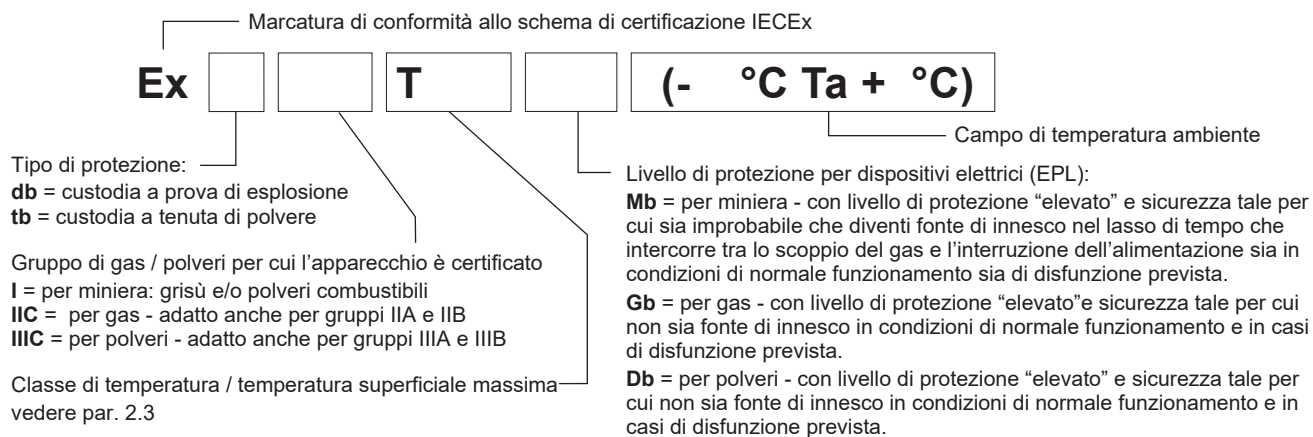 Marcatura di conformità allo schema di certificazione IECEx
Ex T (- °C Ta + °C)
Campo di temperatura ambiente
Tipo di protezione:
db = custodia a prova di esplosione
tb = custodia a tenuta di polvere
Gruppo di gas / polveri per cui l'apparecchio è certificato
I = per miniera: grisù e/o polveri combustibili
IIC = per gas - adatto anche per gruppi IIA e IIB
IIIC = per polveri - adatto anche per gruppi IIIA e IIIB
Classe di temperatura / temperatura superficiale massima
vedere par. 2.3
Livello di protezione per dispositivi elettrici (EPL):
Mb = per miniera - con livello di protezione “elevato” e sicurezza tale per
cui sia improbabile che diventi fonte di innesco nel lasso di tempo che
intercorre tra lo scoppio del gas e l’interruzione dell’alimentazione sia in
condizioni di normale funzionamento sia di disfunzione prevista.
Gb = per gas - con livello di protezione “elevato”e sicurezza tale per cui
non sia fonte di innesco in condizioni di normale funzionamento e in casi
di disfunzione prevista.
Db = per polveri - con livello di protezione “elevato” e sicurezza tale per
cui non sia fonte di innesco in condizioni di normale funzionamento e in
casi di disfunzione prevista.